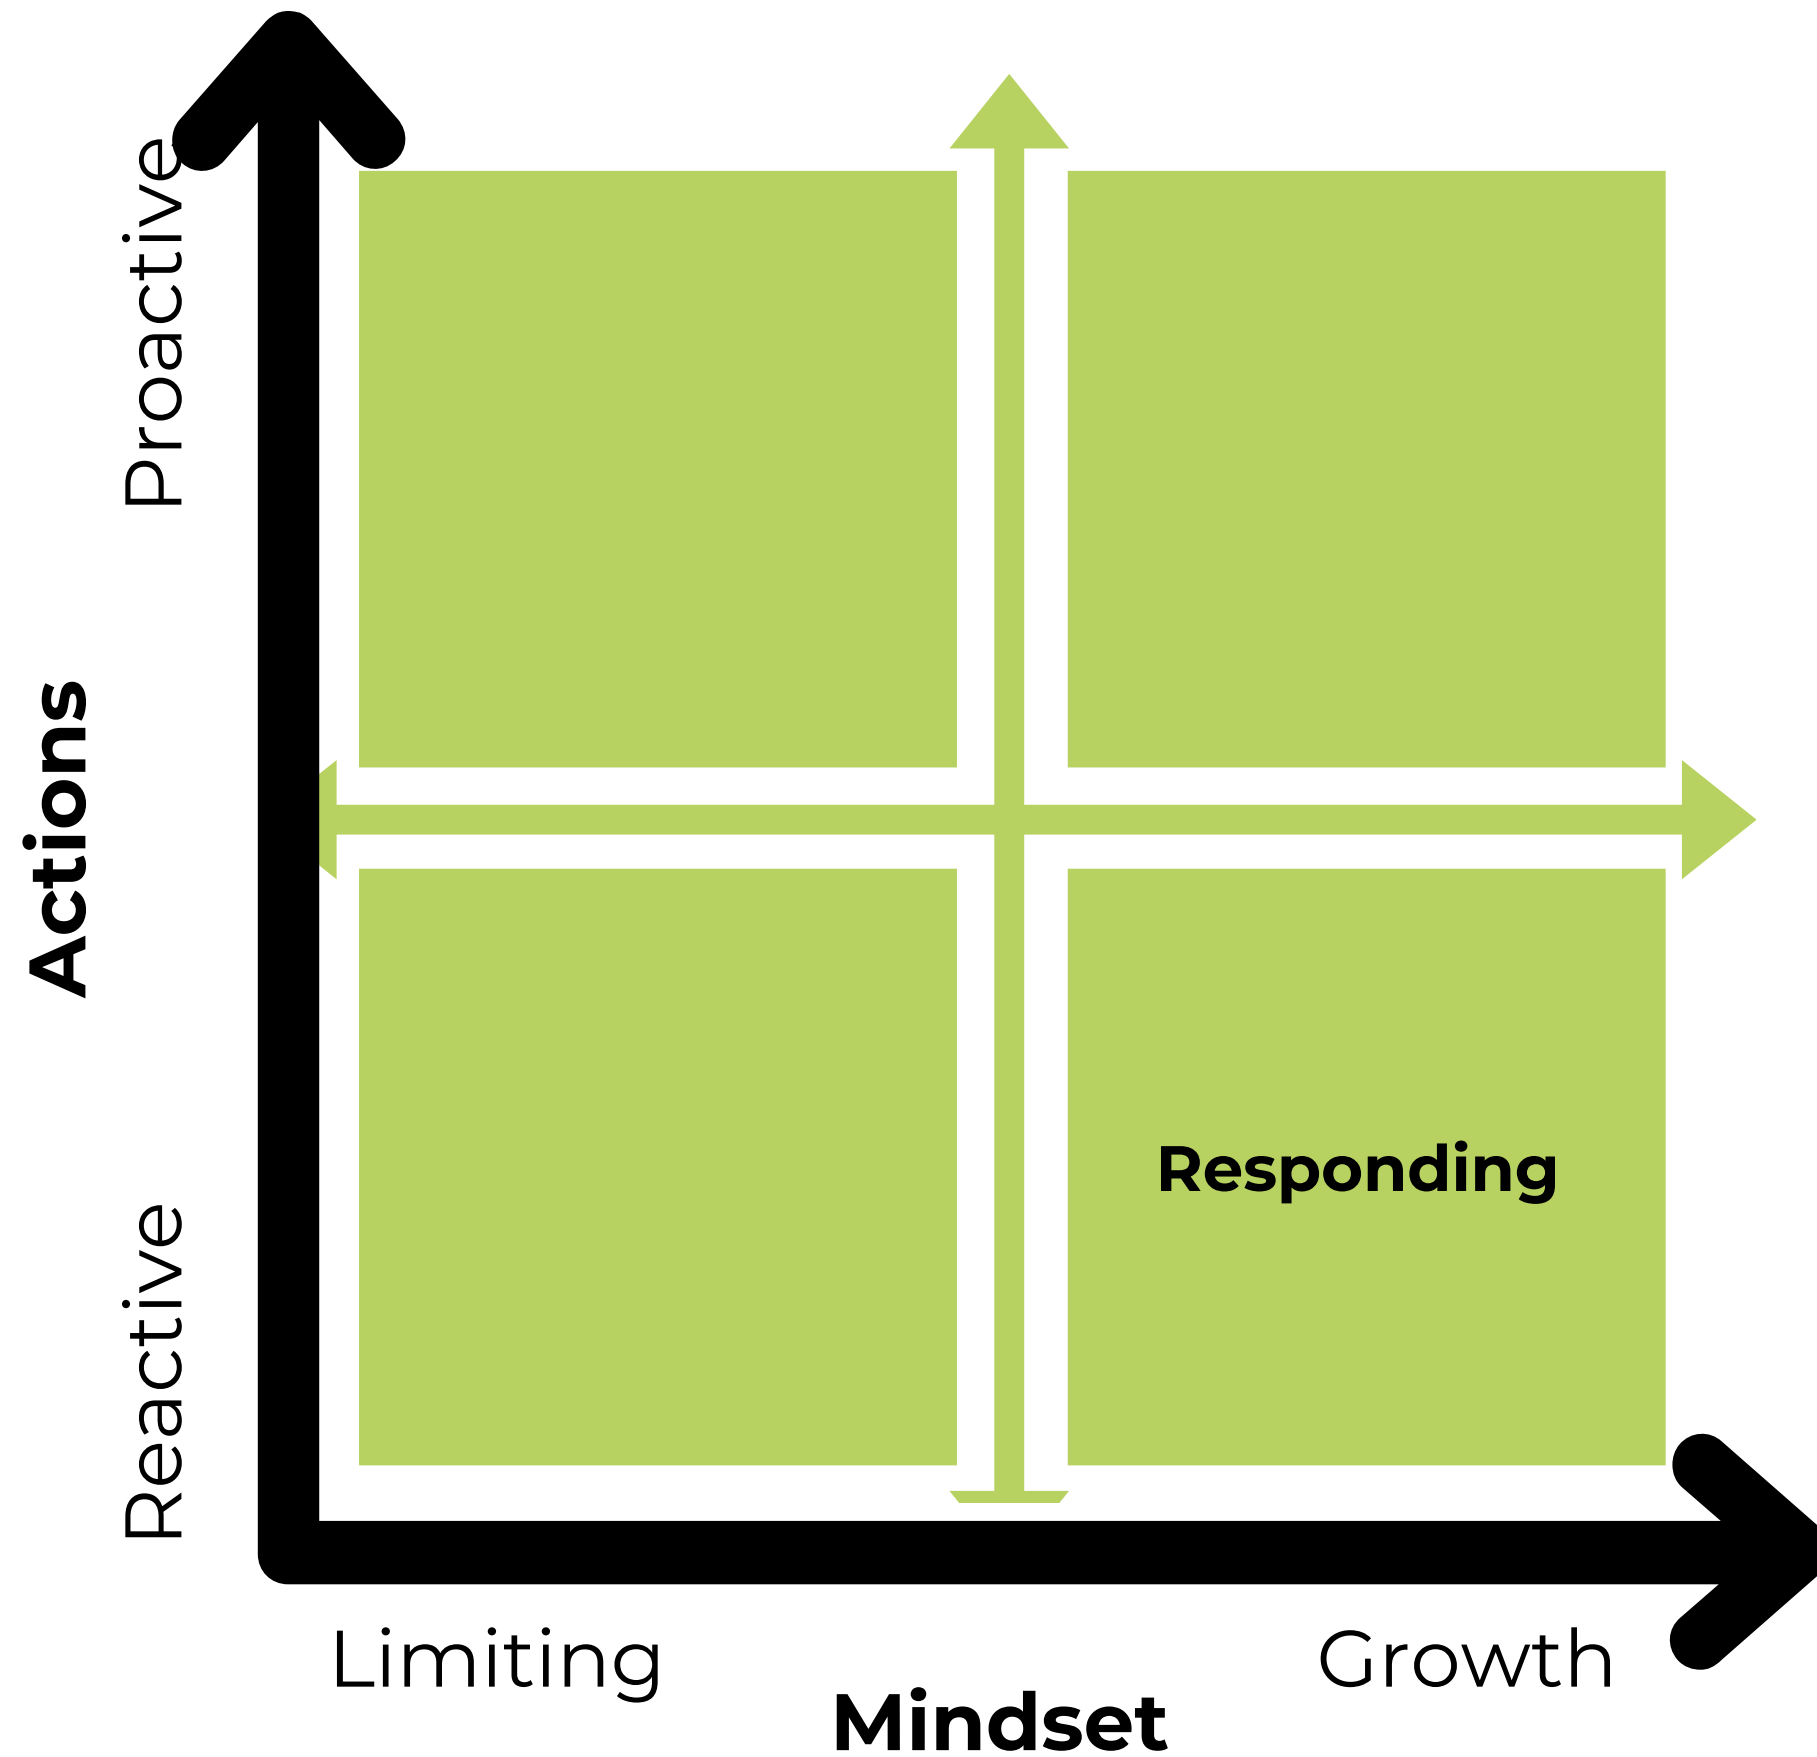 Proactive
Actions
Reactive
Responding
Limiting
Growth
Mindset